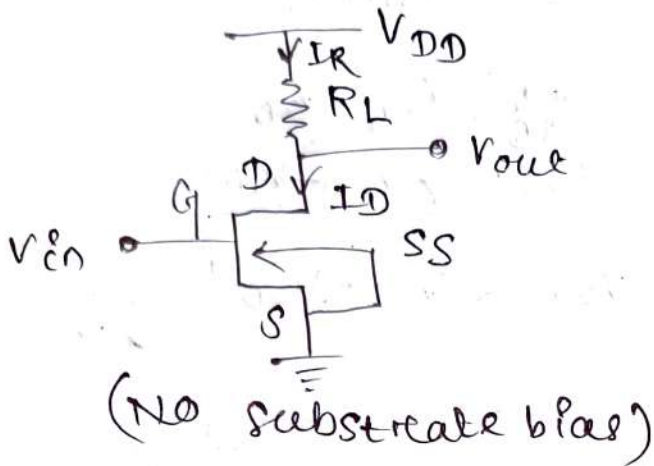 VDD
IR
RL
Vout
D
ID
G
Vin
SS
S
(No substrate bias)